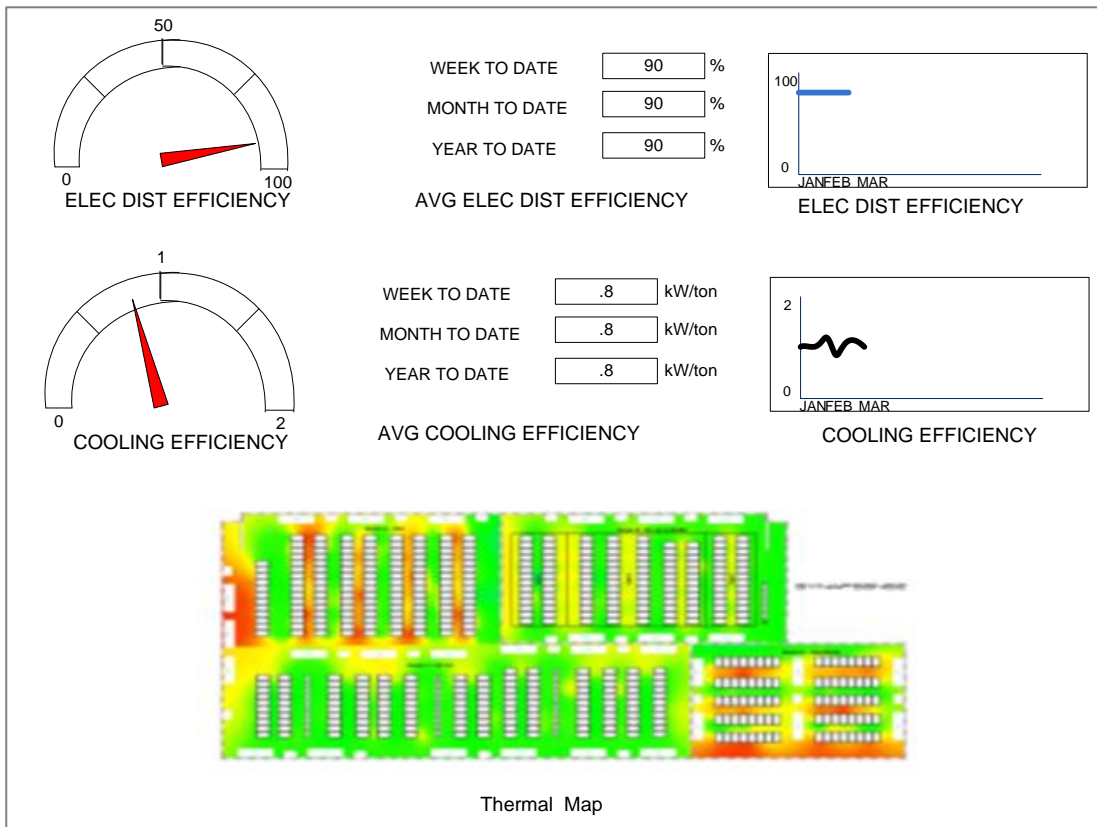 50
0
100
ELEC DIST EFFICIENCY
WEEK TO DATE 90 %
MONTH TO DATE 90 %
YEAR TO DATE 90 %
AVG ELEC DIST EFFICIENCY
100
0
JANFEB MAR
ELEC DIST EFFICIENCY
1
0
2
COOLING EFFICIENCY
WEEK TO DATE .8 kW/ton
MONTH TO DATE .8 kW/ton
YEAR TO DATE .8 kW/ton
AVG COOLING EFFICIENCY
2
0
JANFEB MAR
COOLING EFFICIENCY
Thermal Map